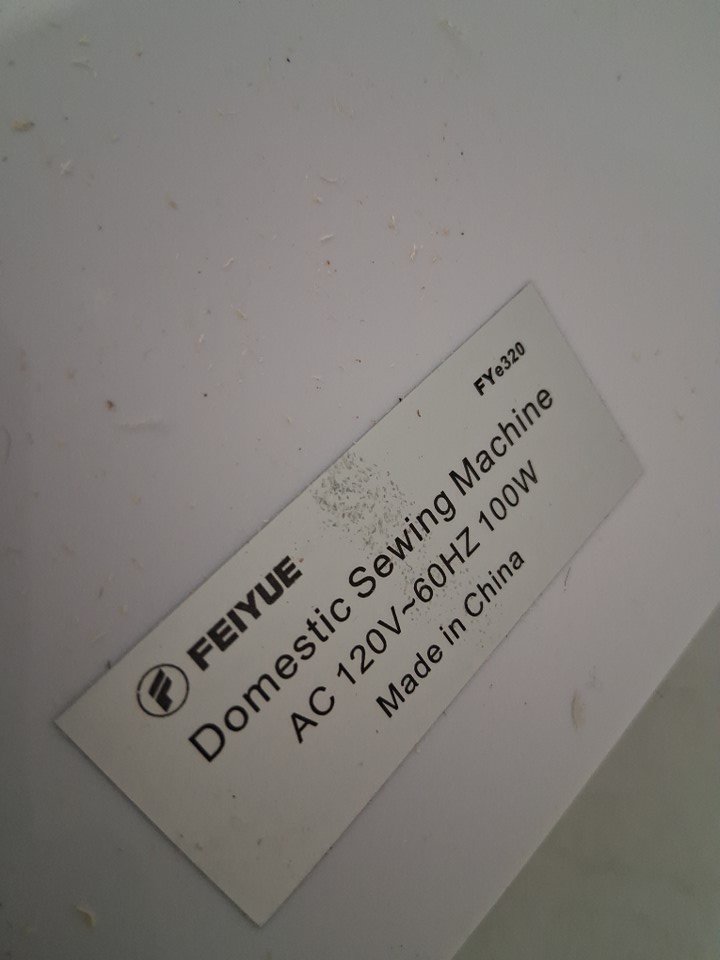 FYe320
FEIYUE
Domestic Sewing Machine
AC 120V~60HZ 100W
Made in China